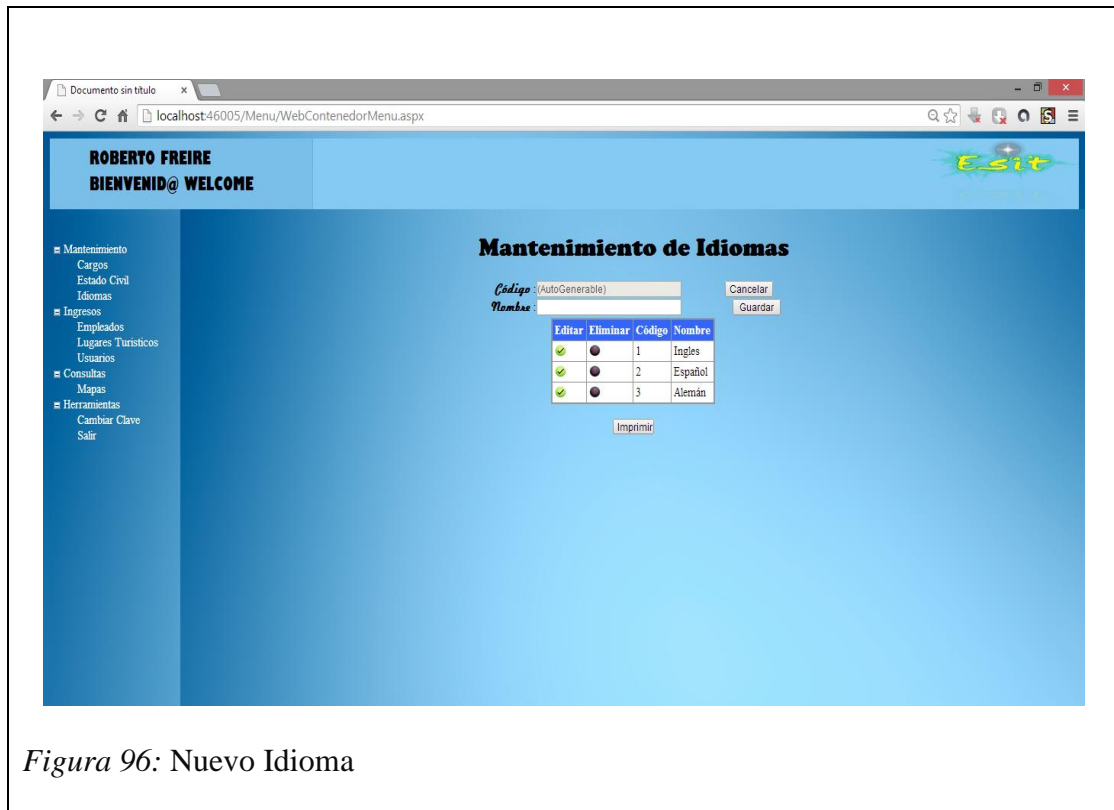 Documento sin título
localhost:46005/Menu/WebContenedorMenu.aspx
ROBERTO FREIRE
BIENVENID@ WELCOME
Esit
Mantenimiento
Cargos
Estado Civil
Idiomas
Ingresos
Empleados
Lugares Turisticos
Usuarios
Consultas
Mapas
Herramientas
Cambiar Clave
Salir
Mantenimiento de Idiomas
Código : (AutoGenerable) Cancelar
Nombre : Guardar
Editar Eliminar Código Nombre
1 Ingles
2 Español
3 Alemán
Imprimir
Figura 96: Nuevo Idioma